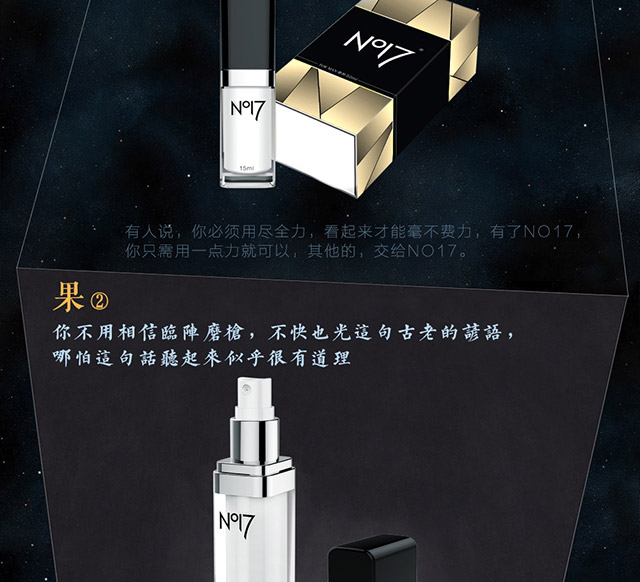 No17
No17
15ml
有人说，你必须用尽全力，看起来才能毫不费力，有了NO17，
你只需用一点力就可以，其他的，交给NO17。
果②
你不用相信臨陣磨槍，不快也光這句古老的諺語，
哪怕這句話聽起來似乎很有道理
No17